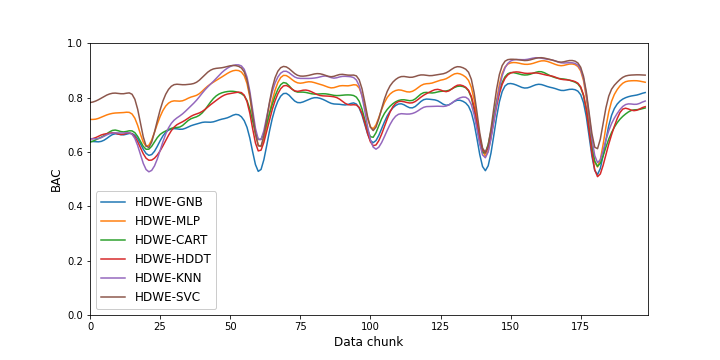 1.0
0.8
0.6
0.4
0.2
0.0
BAC
HDWE-GNB
HDWE-MLP
HDWE-CART
HDWE-HDDT
HDWE-KNN
HDWE-SVC
0 25 50 75 100 125 150 175
Data chunk